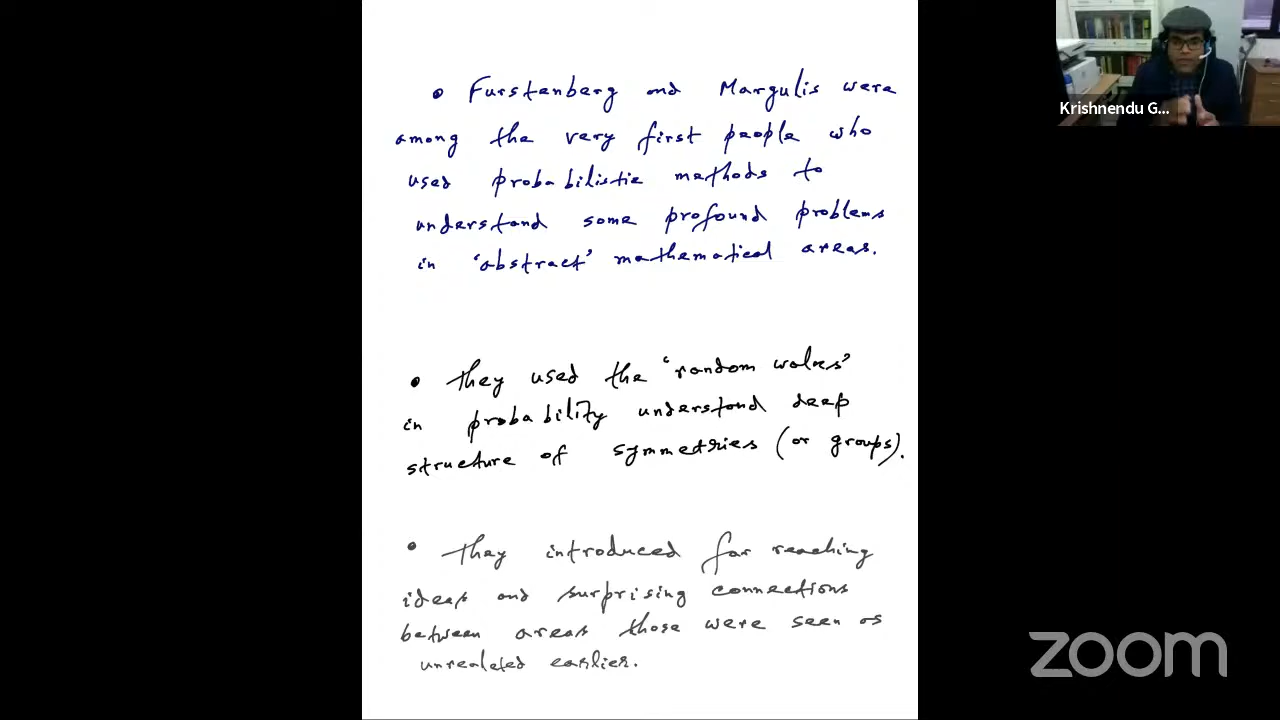 • Furstenberg and Margulis were
among the very first people who
used probabilistic methods to
understand some profound problems
in 'abstract' mathematical areas.
• They used the 'random walks'
in probability understand deep
structure of symmetries (or groups).
• They introduced far reaching
ideas and surprising connections
between areas those were seen as
unrealated earlier.
Krishnendu G...
zoom